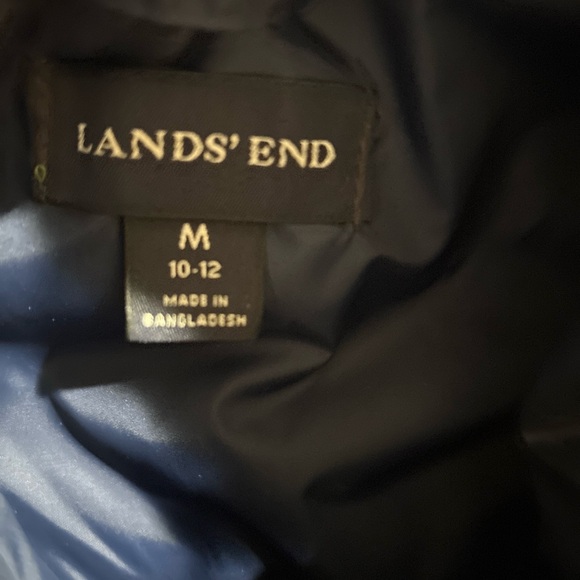 LANDS' END
M
10-12
MADE IN
BANGLADESH